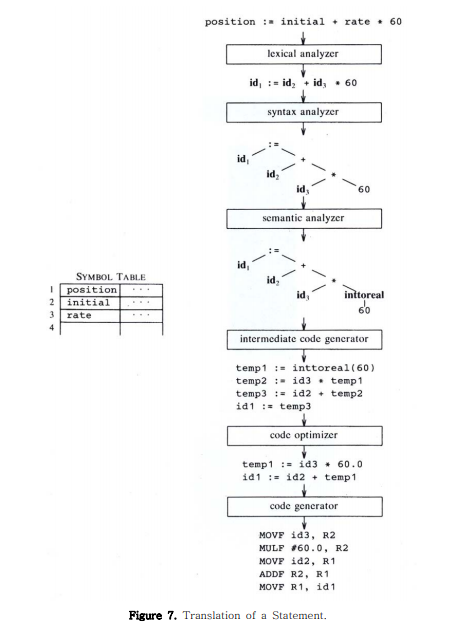 position := initial + rate * 60
lexical analyzer
id₁ := id₂ + id₃ * 60
syntax analyzer
:=
id₁ +
id₂ *
id₃ 60
semantic analyzer
:=
id₁ +
id₂ *
id₃ inttoreal
60
SYMBOL TABLE
1 position ...
2 initial ...
3 rate ...
4
intermediate code generator
temp1 := inttoreal(60)
temp2 := id3 * temp1
temp3 := id2 + temp2
id1 := temp3
code optimizer
temp1 := id3 * 60.0
id1 := id2 + temp1
code generator
MOVF id3, R2
MULF #60.0, R2
MOVF id2, R1
ADDF R2, R1
MOVF R1, id1
Figure 7. Translation of a Statement.